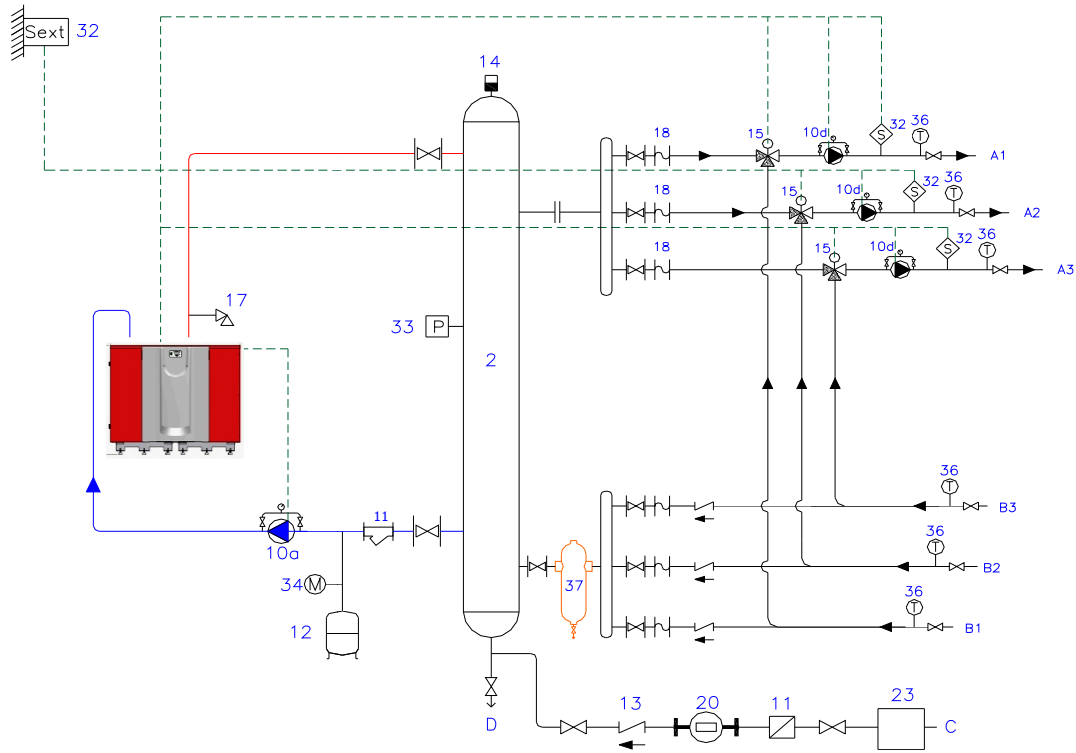 Sext 32
14
18 15 10d S 32 36 T A1
18 15 10d S 32 36 T A2
18 15 10d S 32 36 T A3
17
33 P
2
36 T B3
11
10a
36 T B2
34 M
37
36 T B1
12
D 13 20 11 23 C